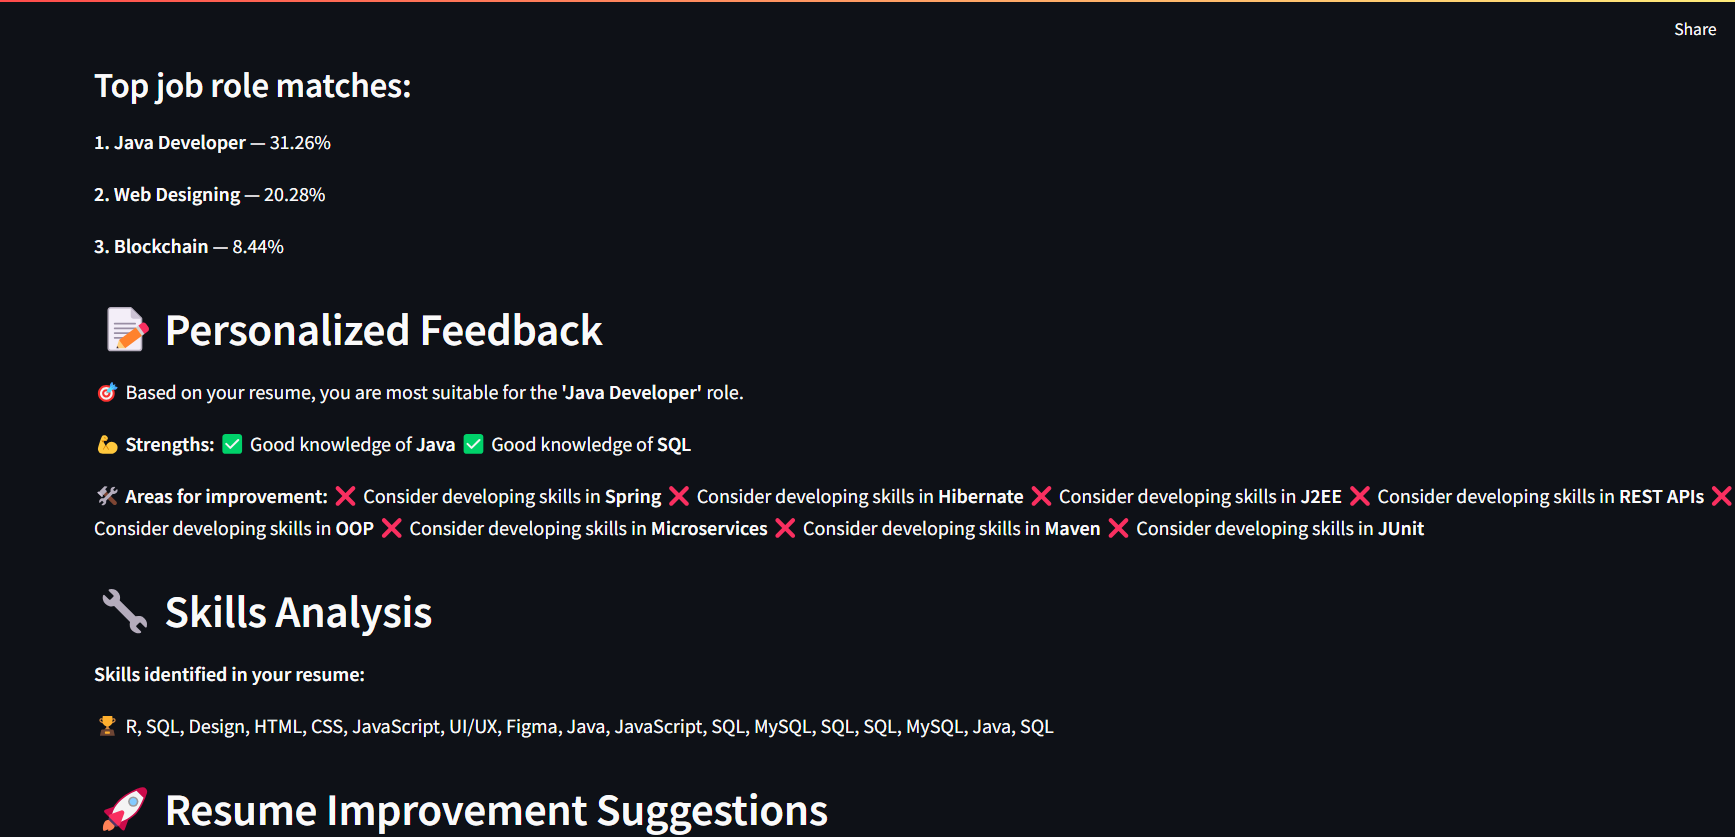 Share
Top job role matches:
1. Java Developer — 31.26%
2. Web Designing — 20.28%
3. Blockchain — 8.44%
📝 Personalized Feedback
🎯 Based on your resume, you are most suitable for the 'Java Developer' role.
💪 Strengths: ✅ Good knowledge of Java ✅ Good knowledge of SQL
🛠 Areas for improvement: ❌ Consider developing skills in Spring ❌ Consider developing skills in Hibernate ❌ Consider developing skills in J2EE ❌ Consider developing skills in REST APIs ❌
Consider developing skills in OOP ❌ Consider developing skills in Microservices ❌ Consider developing skills in Maven ❌ Consider developing skills in JUnit
🔧 Skills Analysis
Skills identified in your resume:
🏆 R, SQL, Design, HTML, CSS, JavaScript, UI/UX, Figma, Java, JavaScript, SQL, MySQL, SQL, SQL, MySQL, Java, SQL
🚀 Resume Improvement Suggestions